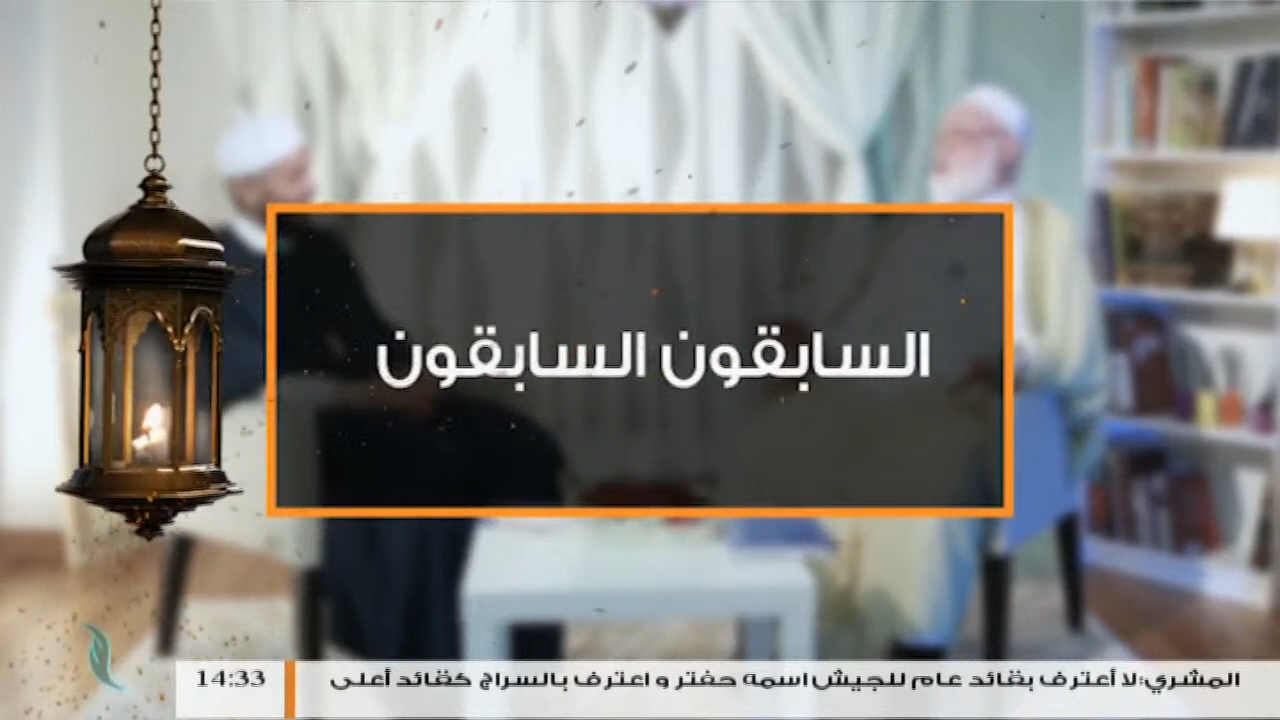 السابقون السابقون
المشري:لا أعترف بقائد عام للجيش اسمه حفتر و اعترف بالسراج كقائد أعلى
14:33